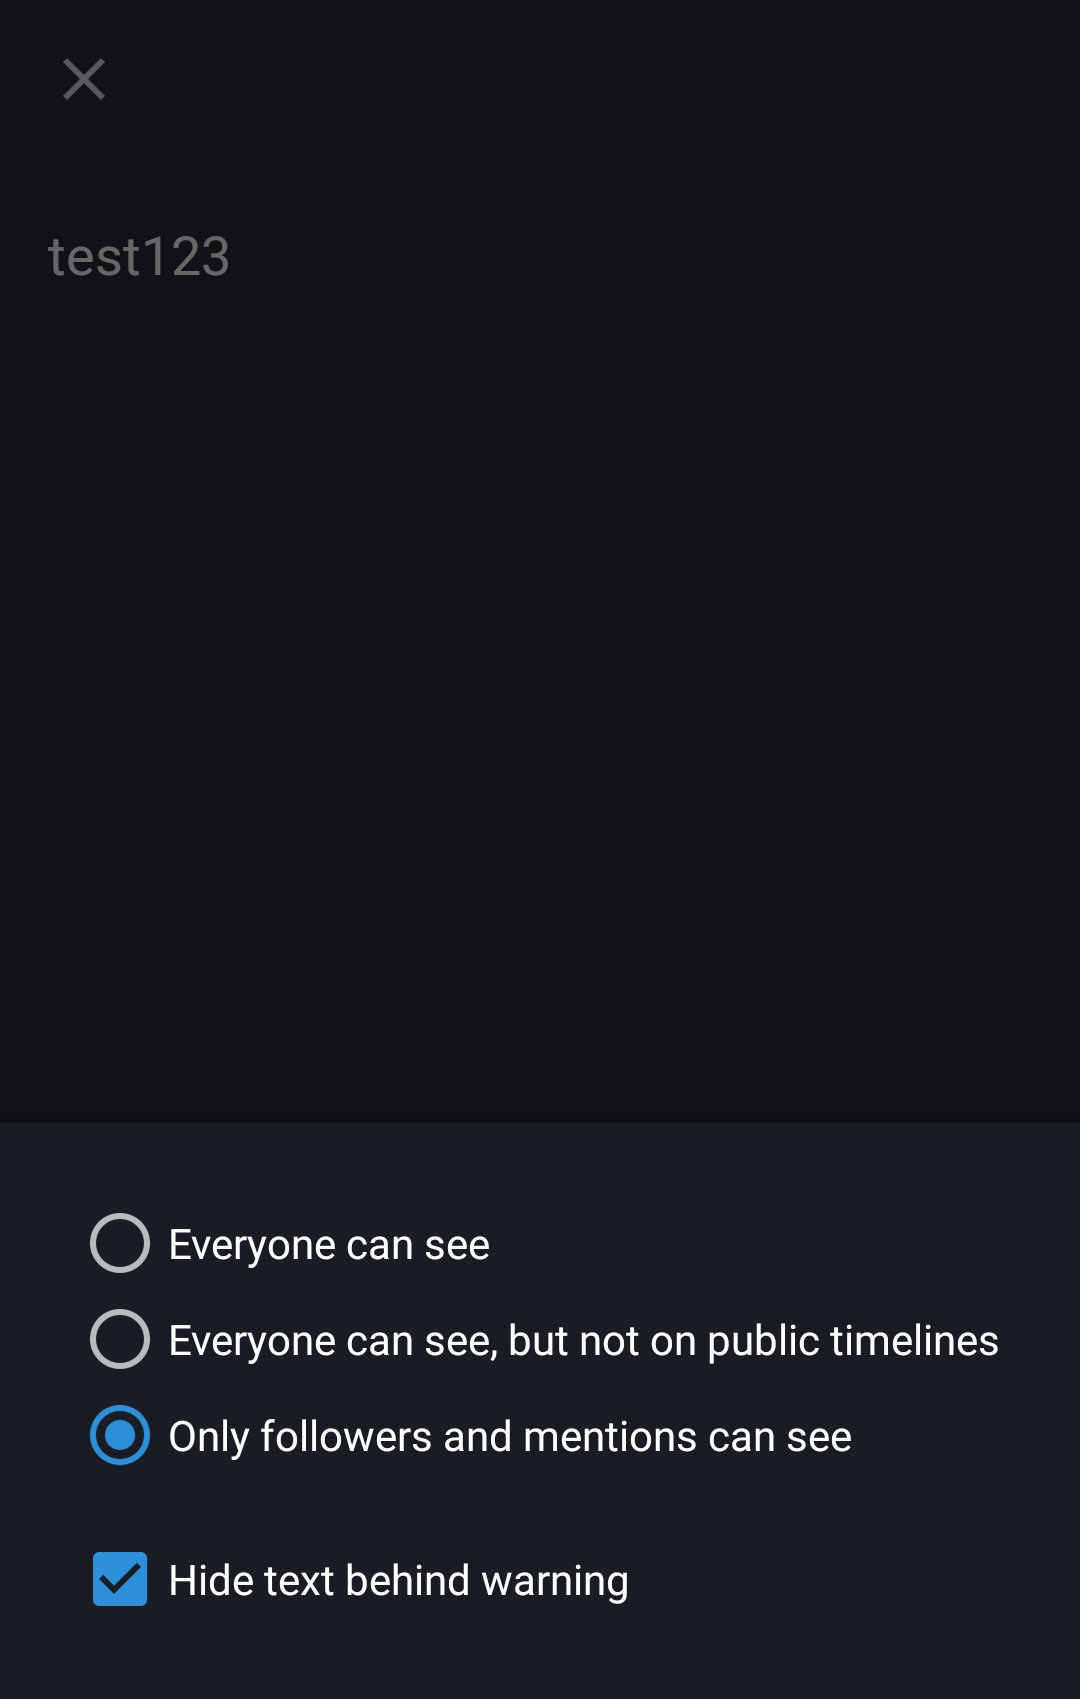 test123
Everyone can see
Everyone can see, but not on public timelines
Only followers and mentions can see
Hide text behind warning